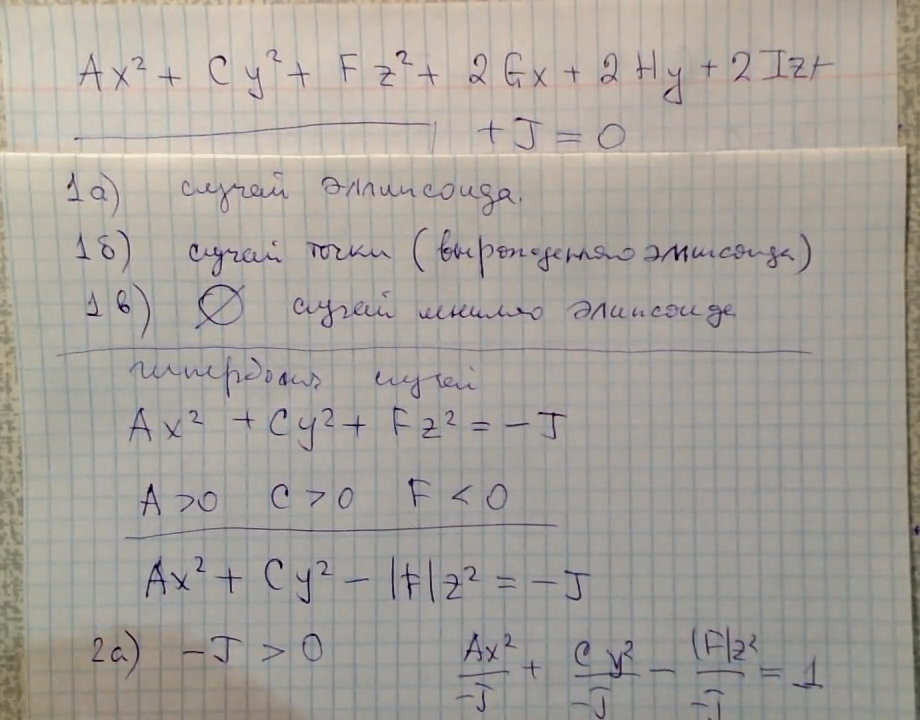 Ax² + Cy² + Fz² + 2Gx + 2Hy + 2Iz+
+ J = 0
1а) случай эллипсоида.
1б) случай точки (вырожденного эллипсоида)
1в) ∅ случай мнимого эллипсоида
случай
Ax² + Cy² + Fz² = -J
A > 0 C > 0 F < 0
Ax² + Cy² - |F|z² = -J
2а) -J > 0 Ax²/-J + Cy²/-J - |F|z²/-J = 1